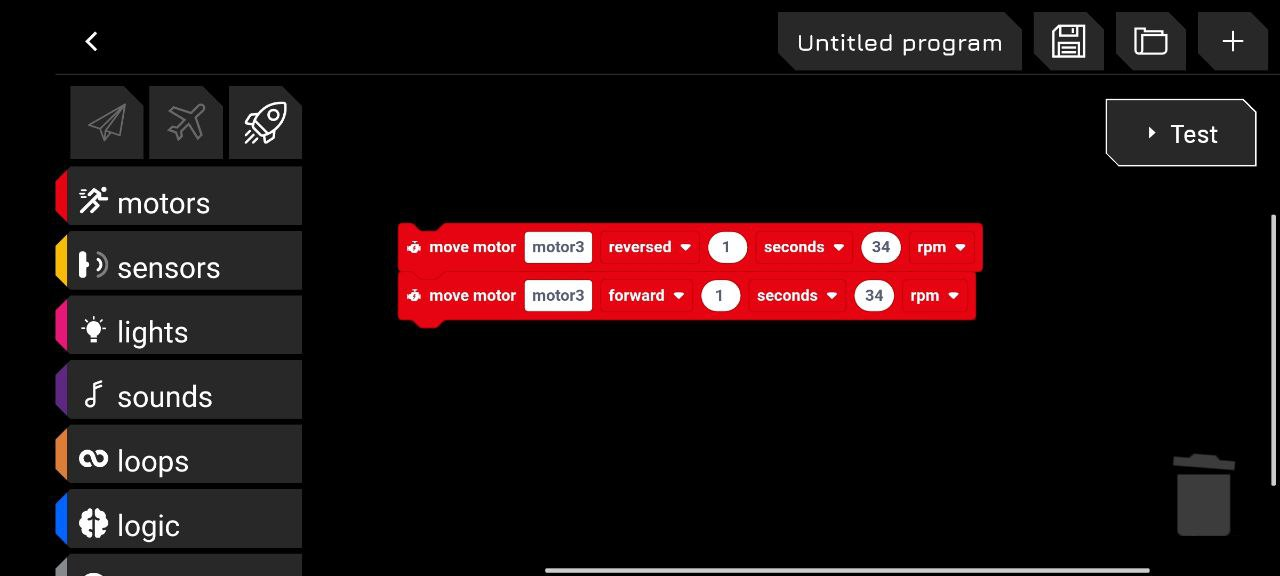 Untitled program
Test
motors
sensors
lights
sounds
loops
logic
move motor motor3 reversed 1 seconds 34 rpm
move motor motor3 forward 1 seconds 34 rpm